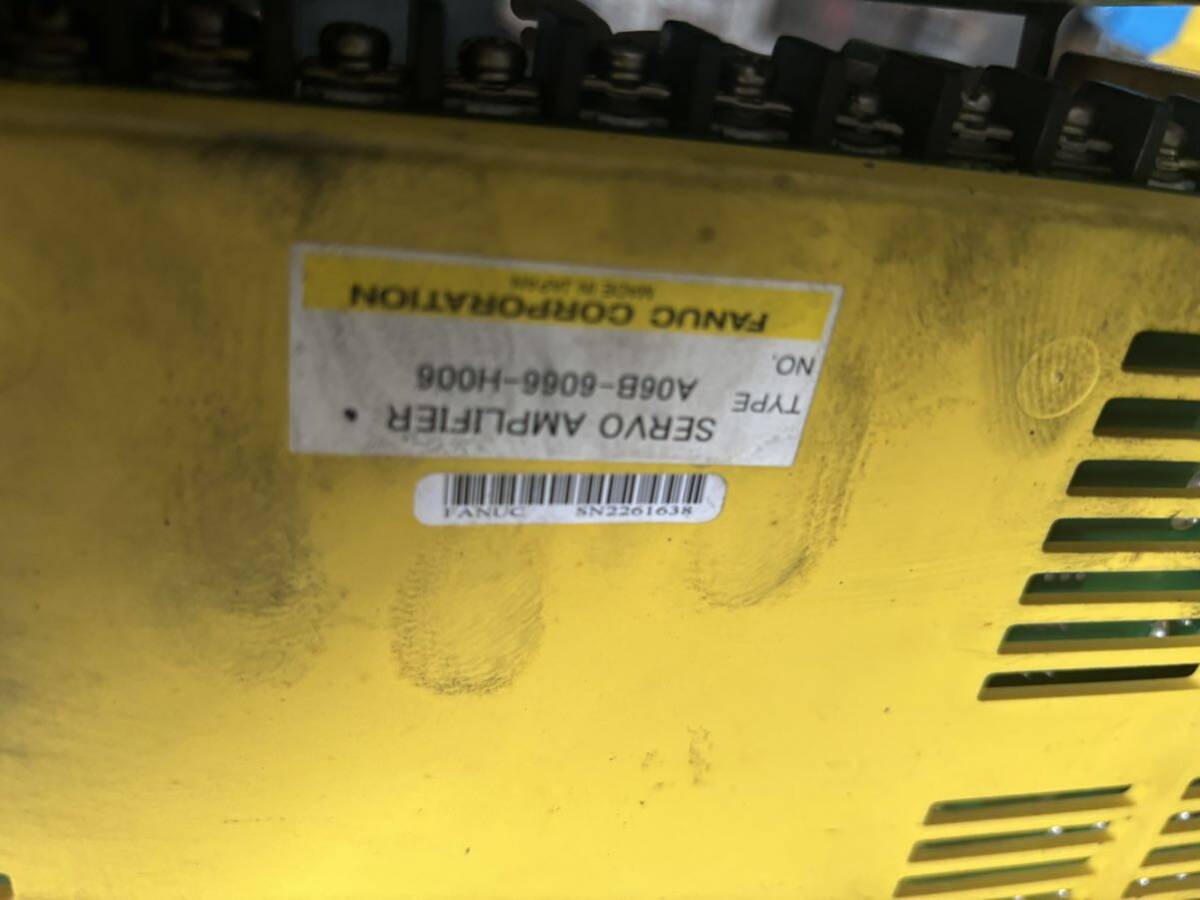 TYPE SERVO AMPLIFIER
NO. A06B-6066-H006
FANUC CORPORATION
MADE IN JAPAN
FANUC SN2261638